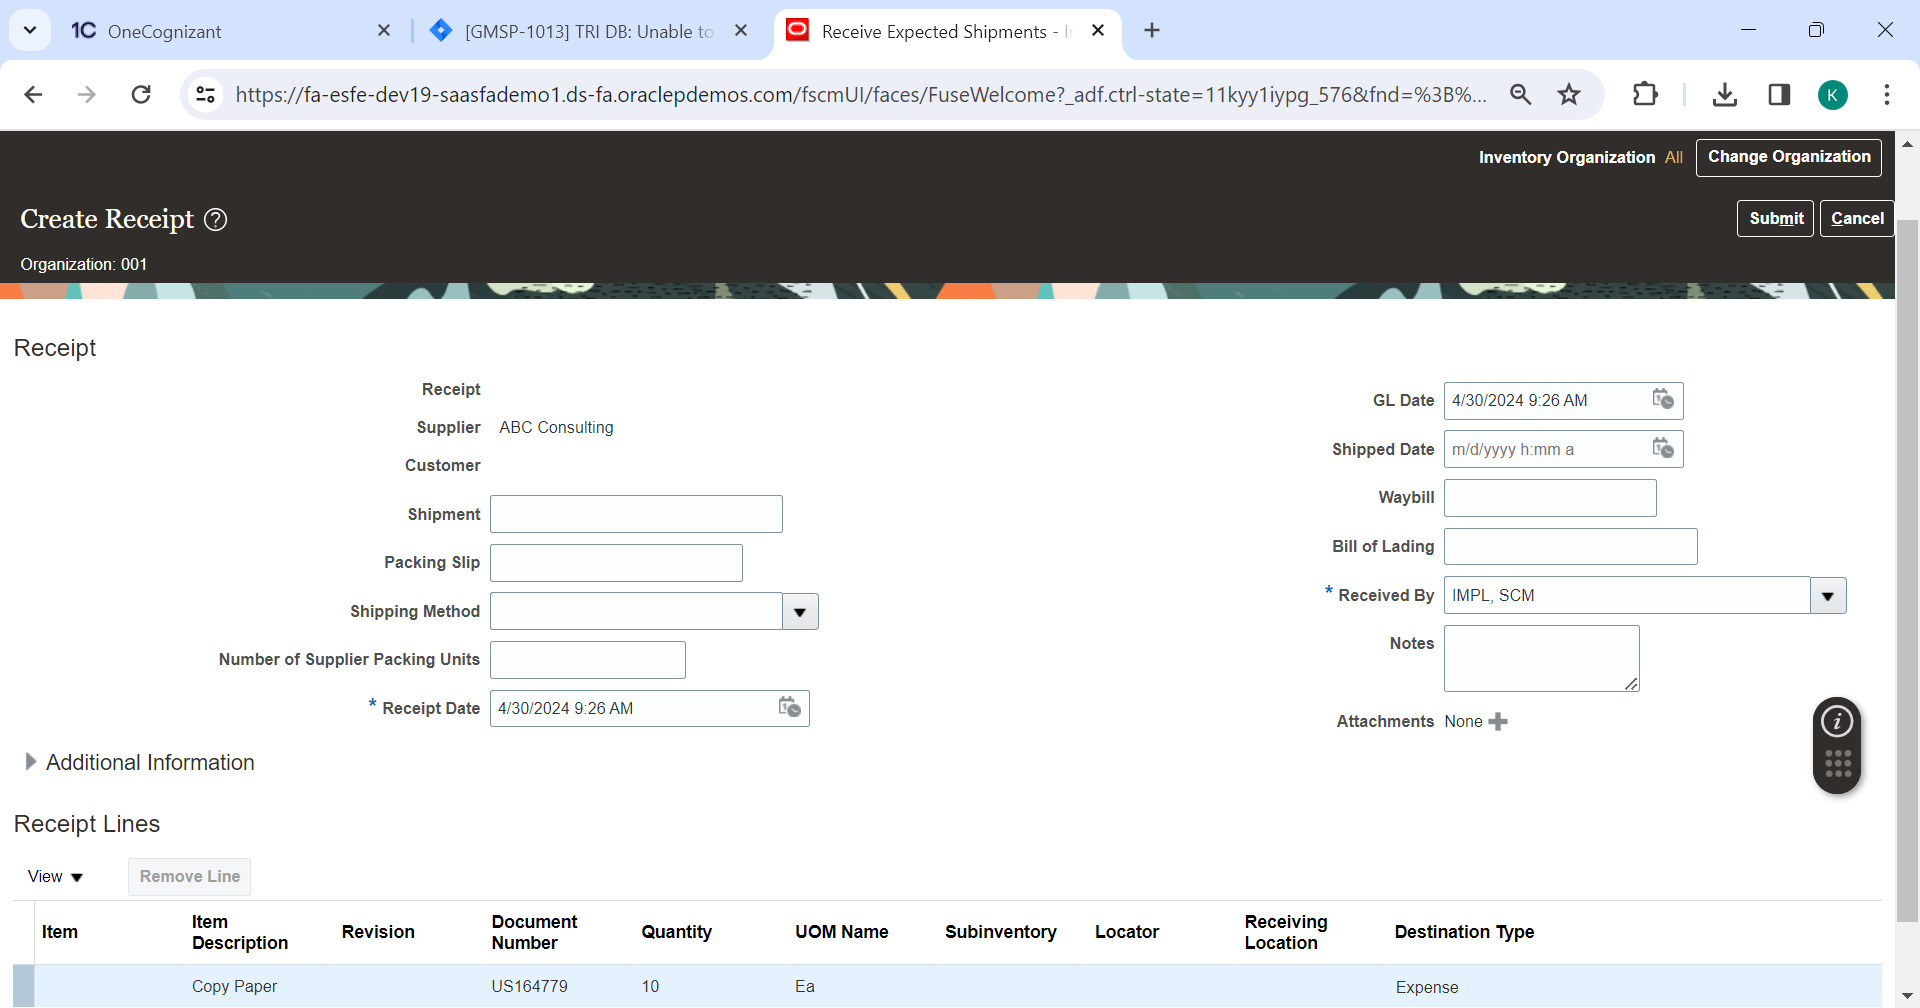 1C OneCognizant
[GMSP-1013] TRI DB: Unable to
Receive Expected Shipments - I
https://fa-esfe-dev19-saasfademo1.ds-fa.oraclepdemos.com/fscmUI/faces/FuseWelcome?_adf.ctrl-state=11kyy1iypg_576&fnd=%3B%...
K
Inventory Organization All Change Organization
Create Receipt ?
Submit Cancel
Organization: 001
Receipt
Receipt
Supplier ABC Consulting
Customer
Shipment
Packing Slip
Shipping Method
Number of Supplier Packing Units
* Receipt Date 4/30/2024 9:26 AM
GL Date 4/30/2024 9:26 AM
Shipped Date m/d/yyyy h:mm a
Waybill
Bill of Lading
* Received By IMPL, SCM
Notes
Attachments None
i
Additional Information
Receipt Lines
View Remove Line
Item Item Description Revision Document Number Quantity UOM Name Subinventory Locator Receiving Location Destination Type
Copy Paper US164779 10 Ea Expense